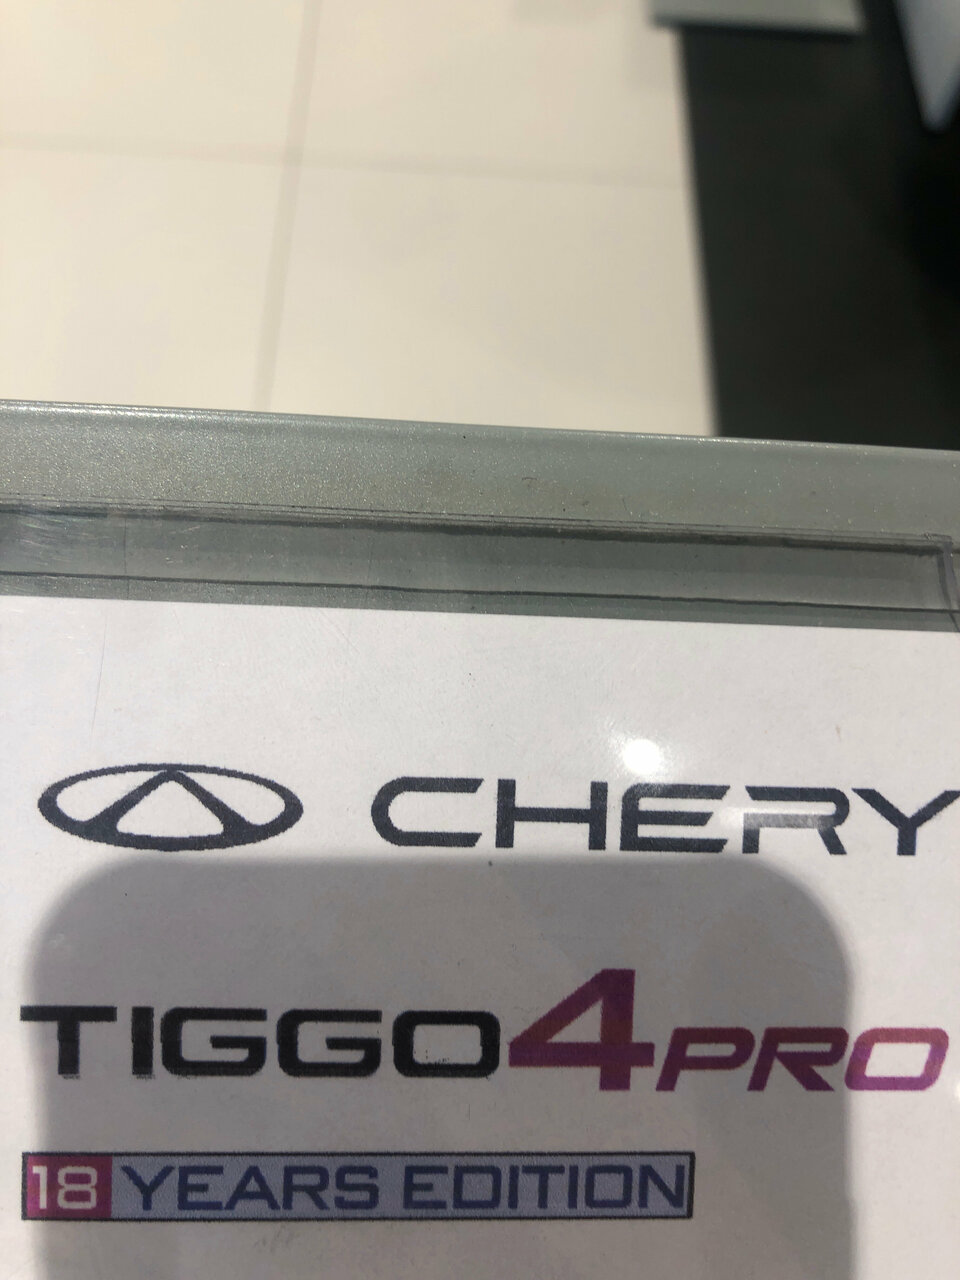 CHERY
TIGGO4PRO
18 YEARS EDITION